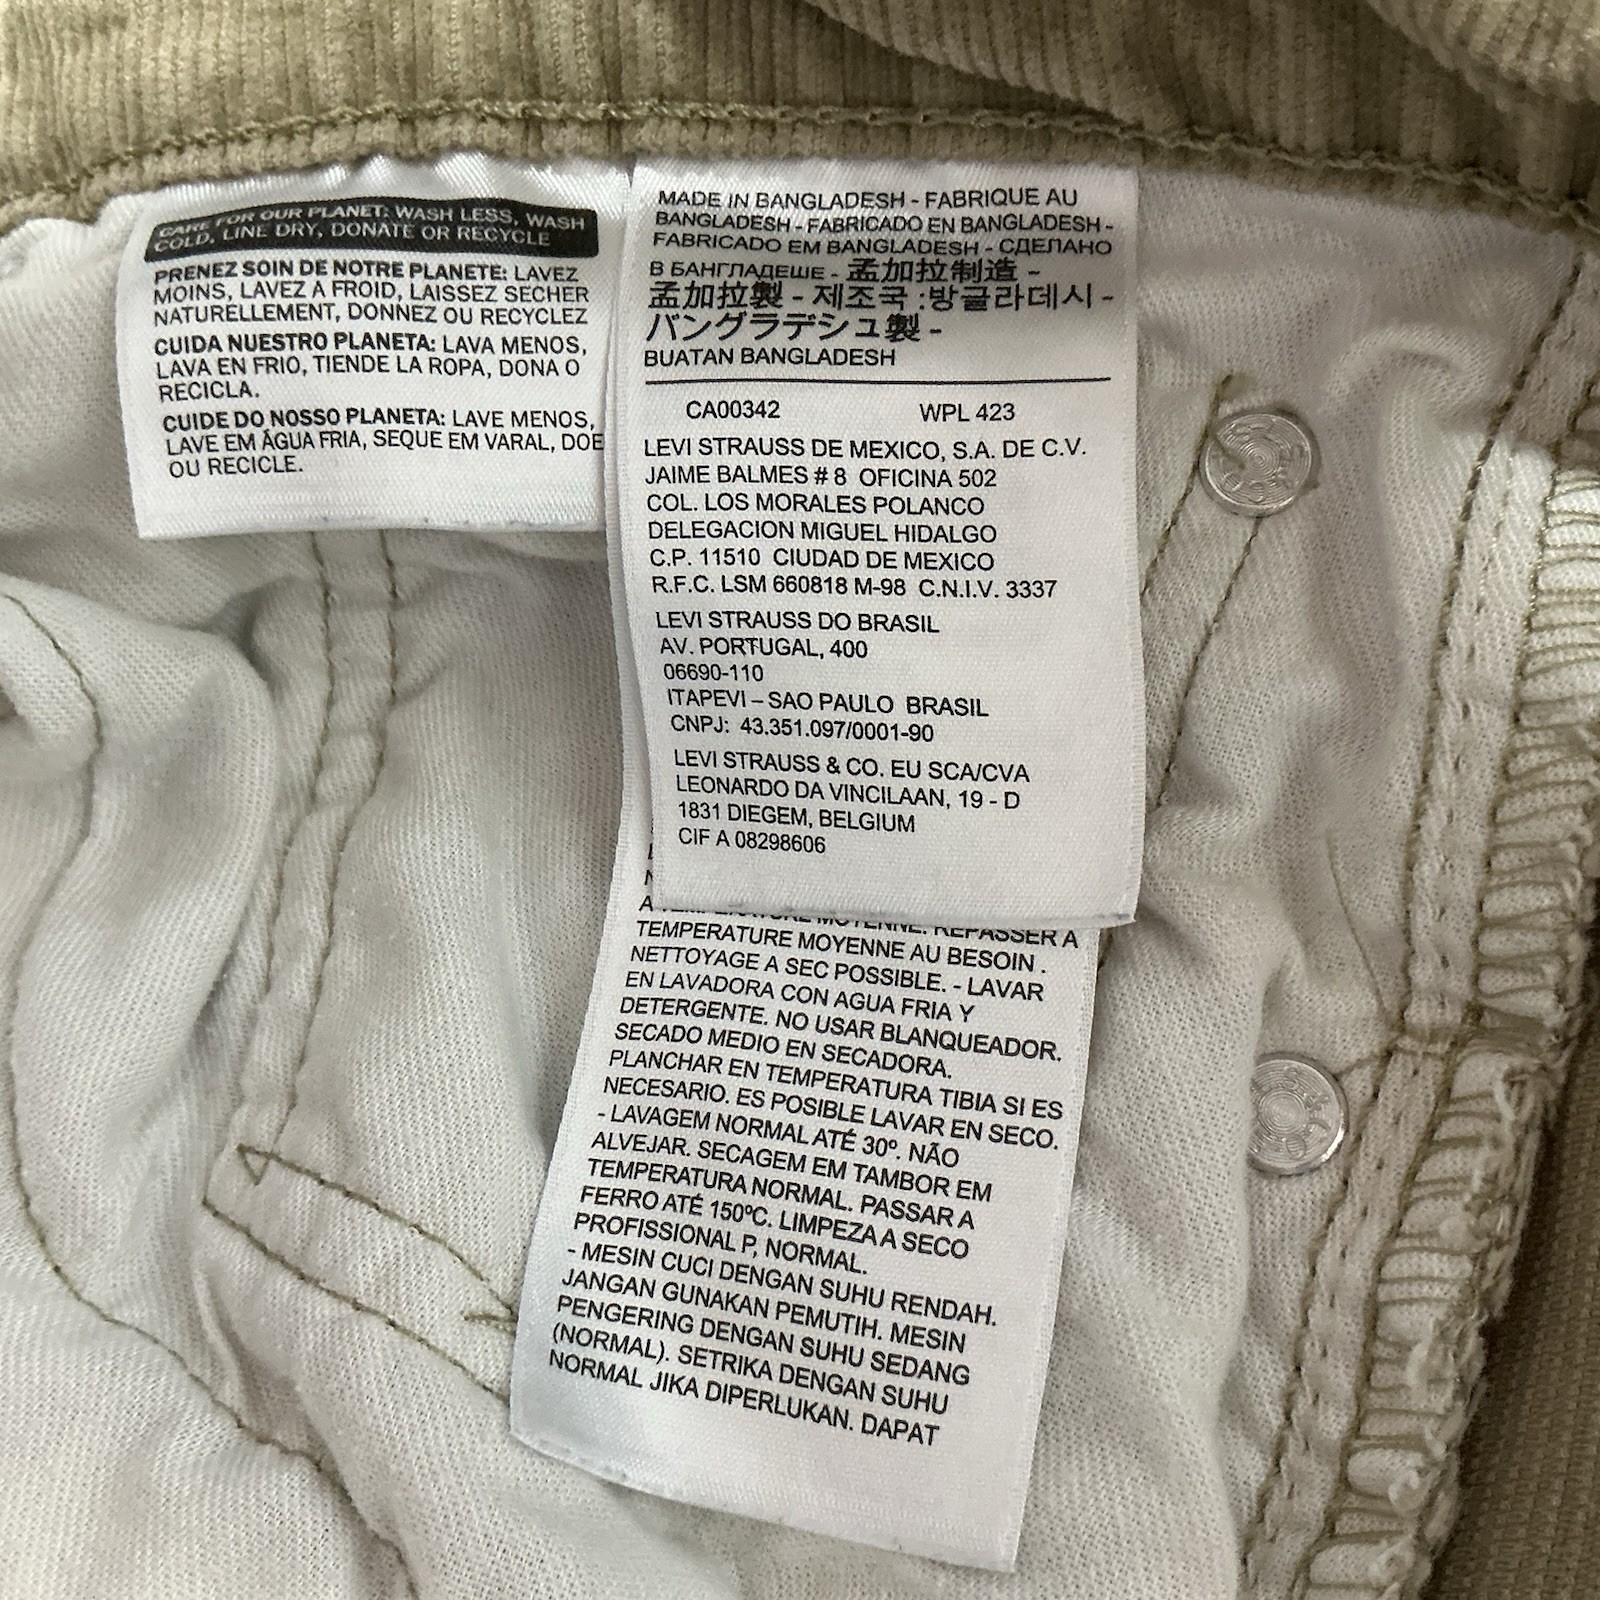 CARE FOR OUR PLANET: WASH LESS, WASH
COLD, LINE DRY, DONATE OR RECYCLE
PRENEZ SOIN DE NOTRE PLANETE: LAVEZ
MOINS, LAVEZ A FROID, LAISSEZ SECHER
NATURELLEMENT, DONNEZ OU RECYCLEZ
CUIDA NUESTRO PLANETA: LAVA MENOS,
LAVA EN FRIO, TIENDE LA ROPA, DONA O
RECICLA.
CUIDE DO NOSSO PLANETA: LAVE MENOS,
LAVE EM ÁGUA FRIA, SEQUE EM VARAL, DOE
OU RECICLE.
MADE IN BANGLADESH - FABRIQUE AU
BANGLADESH - FABRICADO EN BANGLADESH -
FABRICADO EM BANGLADESH - СДЕЛАНО
В БАНГЛАДЕШЕ - 孟加拉制造 -
孟加拉製 - 제조국 :방글라데시 -
バングラデシュ製 -
BUATAN BANGLADESH
CA00342 WPL 423
LEVI STRAUSS DE MEXICO, S.A. DE C.V.
JAIME BALMES # 8 OFICINA 502
COL. LOS MORALES POLANCO
DELEGACION MIGUEL HIDALGO
C.P. 11510 CIUDAD DE MEXICO
R.F.C. LSM 660818 M-98 C.N.I.V. 3337
LEVI STRAUSS DO BRASIL
AV. PORTUGAL, 400
06690-110
ITAPEVI – SAO PAULO BRASIL
CNPJ: 43.351.097/0001-90
LEVI STRAUSS & CO. EU SCA/CVA
LEONARDO DA VINCILAAN, 19 - D
1831 DIEGEM, BELGIUM
CIF A 08298606
A TEMPERATURE MOYENNE. REPASSER A
TEMPERATURE MOYENNE AU BESOIN .
NETTOYAGE A SEC POSSIBLE. - LAVAR
EN LAVADORA CON AGUA FRIA Y
DETERGENTE. NO USAR BLANQUEADOR.
SECADO MEDIO EN SECADORA.
PLANCHAR EN TEMPERATURA TIBIA SI ES
NECESARIO. ES POSIBLE LAVAR EN SECO.
- LAVAGEM NORMAL ATÉ 30º. NÃO
ALVEJAR. SECAGEM EM TAMBOR EM
TEMPERATURA NORMAL. PASSAR A
FERRO ATÉ 150ºC. LIMPEZA A SECO
PROFISSIONAL P, NORMAL.
- MESIN CUCI DENGAN SUHU RENDAH.
JANGAN GUNAKAN PEMUTIH. MESIN
PENGERING DENGAN SUHU SEDANG
(NORMAL). SETRIKA DENGAN SUHU
NORMAL JIKA DIPERLUKAN. DAPAT